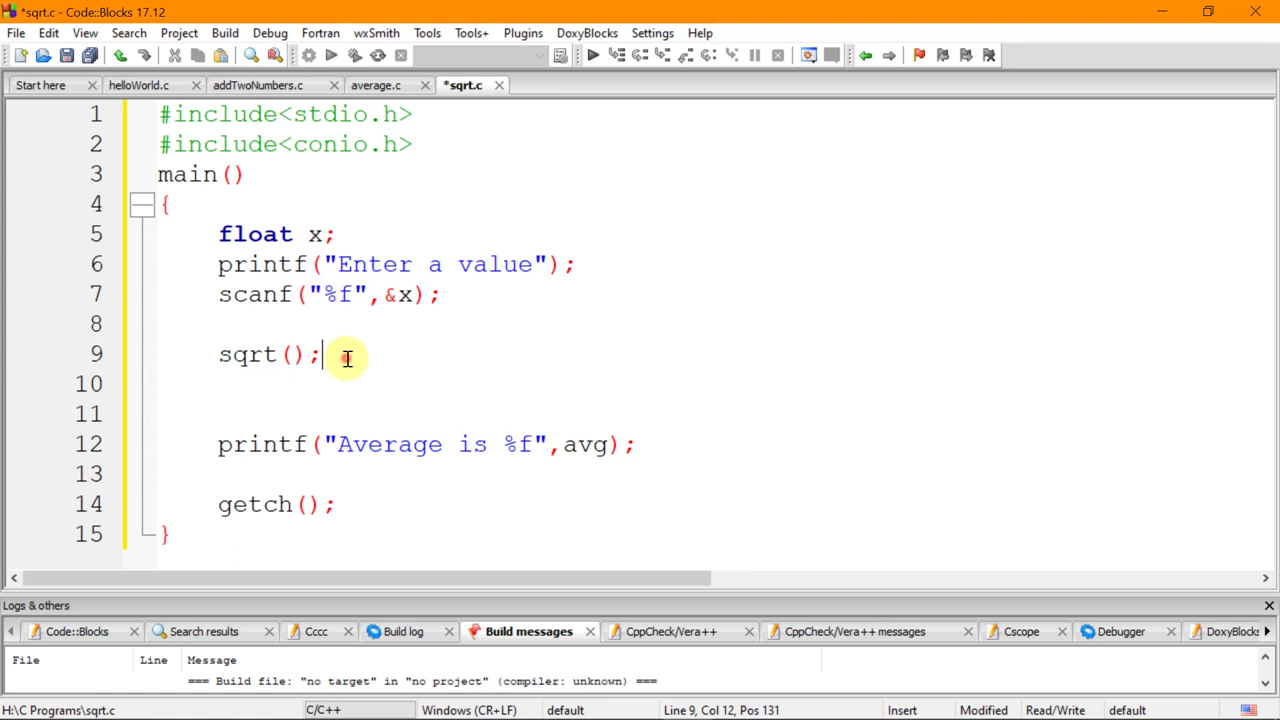 *sqrt.c - Code::Blocks 17.12
File Edit View Search Project Build Debug Fortran wxSmith Tools Tools+ Plugins DoxyBlocks Settings Help
Start here helloWorld.c addTwoNumbers.c average.c *sqrt.c
1 #include<stdio.h>
2 #include<conio.h>
3 main()
4 {
5 float x;
6 printf("Enter a value");
7 scanf("%f",&x);
8
9 sqrt();
10
11
12 printf("Average is %f",avg);
13
14 getch();
15 }
Logs & others
Code::Blocks Search results Cccc Build log Build messages CppCheck/Vera++ CppCheck/Vera++ messages Cscope Debugger DoxyBlocks
File Line Message
=== Build file: "no target" in "no project" (compiler: unknown) ===
H:\C Programs\sqrt.c C/C++ Windows (CR+LF) default Line 9, Col 12, Pos 131 Insert Modified Read/Write default